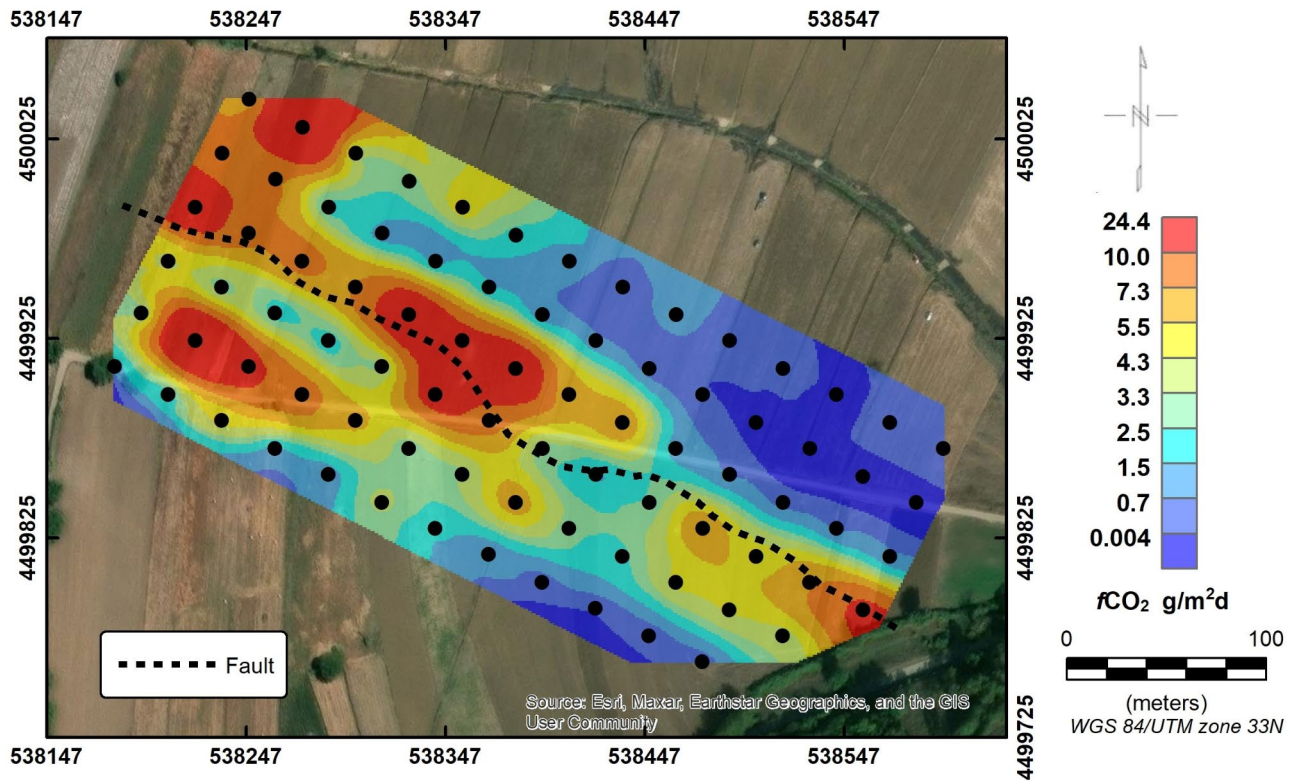 538147 538247 538347 538447 538547
4500025
4499925
4499825
Fault
Source: Esri, Maxar, Earthstar Geographics, and the GIS
User Community
538147 538247 538347 538447 538547
4500025
4499925
4499825
4499725
N
24.4
10.0
7.3
5.5
4.3
3.3
2.5
1.5
0.7
0.004
fCO₂ g/m²d
0 100
(meters)
WGS 84/UTM zone 33N